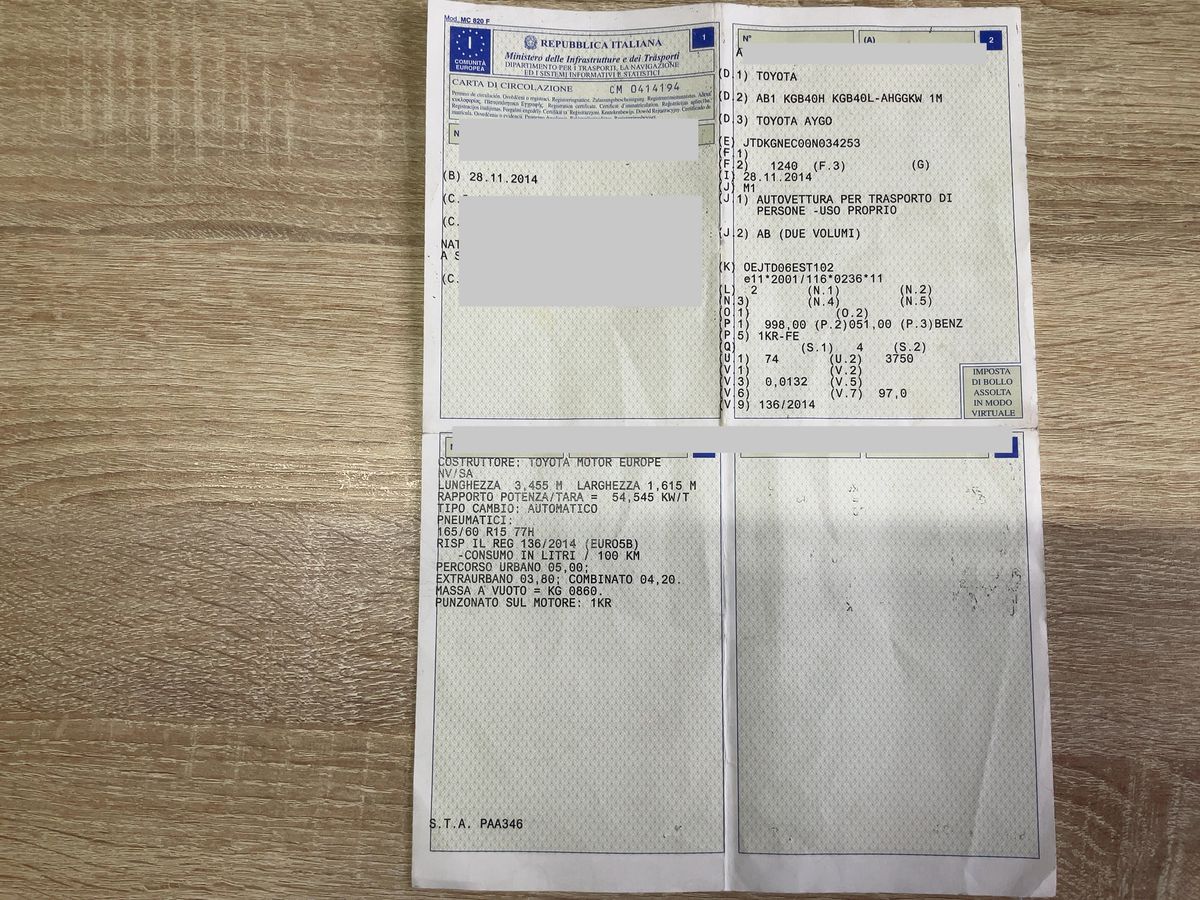 Mod. MC 820 F
I
COMUNITÀ
EUROPEA
REPUBBLICA ITALIANA
Ministero delle Infrastrutture e dei Trasporti
DIPARTIMENTO PER I TRASPORTI, LA NAVIGAZIONE
ED I SISTEMI INFORMATIVI E STATISTICI
1
CARTA DI CIRCOLAZIONE CM 0414194
(B) 28.11.2014
(C.
(C.
NAT
A S
(C.
N° (A) 2
A
(D.1) TOYOTA
(D.2) AB1 KGB40H KGB40L-AHGGKW 1M
(D.3) TOYOTA AYGO
(E) JTDKGNEC00N034253
(F.1)
(F.2) 1240 (F.3) (G)
(I) 28.11.2014
(J) M1
(J.1) AUTOVETTURA PER TRASPORTO DI
PERSONE -USO PROPRIO
(J.2) AB (DUE VOLUMI)
(K) OEJTD06EST102
e11*2001/116*0236*11
(L) 2 (N.1) (N.2)
(N.3) (N.4) (N.5)
(O.1) (O.2)
(P.1) 998,00 (P.2)051,00 (P.3)BENZ
(P.5) 1KR-FE
(Q) (S.1) 4 (S.2)
(U.1) 74 (U.2) 3750
(V.1) (V.2)
(V.3) 0,0132 (V.5)
(V.6) (V.7) 97,0
(V.9) 136/2014
IMPOSTA
DI BOLLO
ASSOLTA
IN MODO
VIRTUALE
COSTRUTTORE: TOYOTA MOTOR EUROPE
NV/SA
LUNGHEZZA 3,455 M LARGHEZZA 1,615 M
RAPPORTO POTENZA/TARA = 54,545 KW/T
TIPO CAMBIO: AUTOMATICO
PNEUMATICI:
165/60 R15 77H
RISP IL REG 136/2014 (EURO5B)
-CONSUMO IN LITRI / 100 KM
PERCORSO URBANO 05,00;
EXTRAURBANO 03,80; COMBINATO 04,20.
MASSA A VUOTO = KG 0860.
PUNZONATO SUL MOTORE: 1KR
S.T.A. PAA346